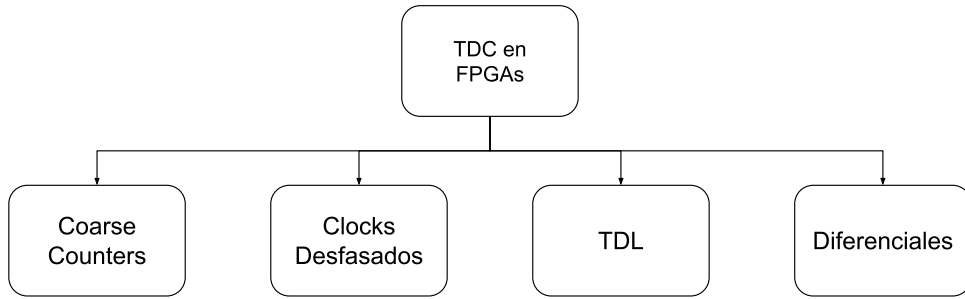 TDC en
FPGAs
Coarse
Counters
Clocks
Desfasados
TDL
Diferenciales